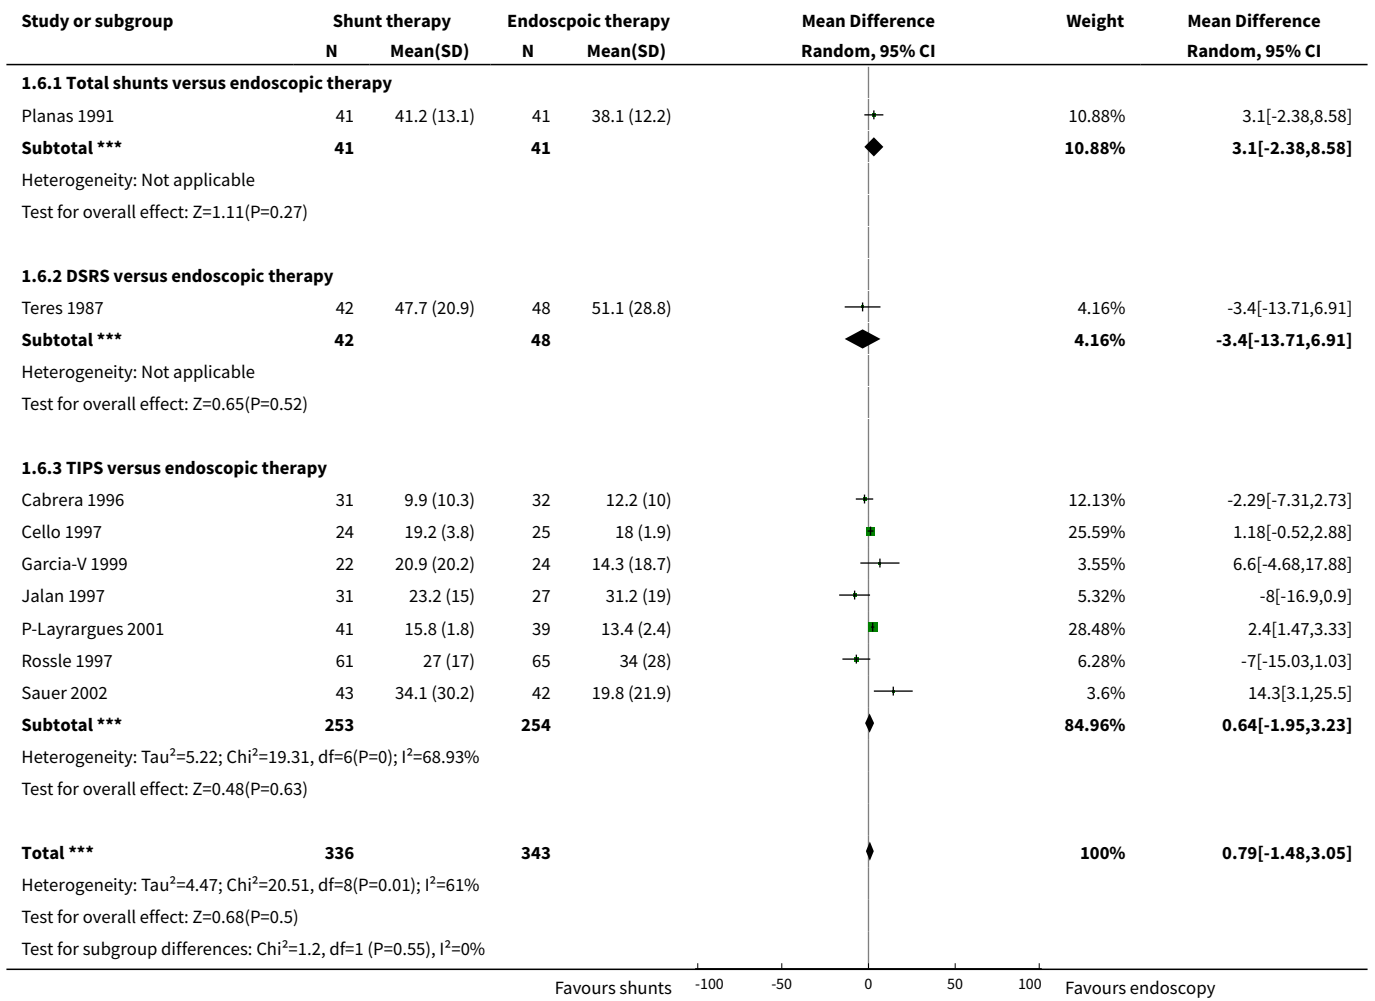 Study or subgroup Shunt therapy Endoscpoic therapy Mean Difference Weight Mean Difference
N Mean(SD) N Mean(SD) Random, 95% CI Random, 95% CI
1.6.1 Total shunts versus endoscopic therapy
Planas 1991 41 41.2 (13.1) 41 38.1 (12.2) 10.88% 3.1[-2.38,8.58]
Subtotal *** 41 41 10.88% 3.1[-2.38,8.58]
Heterogeneity: Not applicable
Test for overall effect: Z=1.11(P=0.27)
1.6.2 DSRS versus endoscopic therapy
Teres 1987 42 47.7 (20.9) 48 51.1 (28.8) 4.16% -3.4[-13.71,6.91]
Subtotal *** 42 48 4.16% -3.4[-13.71,6.91]
Heterogeneity: Not applicable
Test for overall effect: Z=0.65(P=0.52)
1.6.3 TIPS versus endoscopic therapy
Cabrera 1996 31 9.9 (10.3) 32 12.2 (10) 12.13% -2.29[-7.31,2.73]
Cello 1997 24 19.2 (3.8) 25 18 (1.9) 25.59% 1.18[-0.52,2.88]
Garcia-V 1999 22 20.9 (20.2) 24 14.3 (18.7) 3.55% 6.6[-4.68,17.88]
Jalan 1997 31 23.2 (15) 27 31.2 (19) 5.32% -8[-16.9,0.9]
P-Layrargues 2001 41 15.8 (1.8) 39 13.4 (2.4) 28.48% 2.4[1.47,3.33]
Rossle 1997 61 27 (17) 65 34 (28) 6.28% -7[-15.03,1.03]
Sauer 2002 43 34.1 (30.2) 42 19.8 (21.9) 3.6% 14.3[3.1,25.5]
Subtotal *** 253 254 84.96% 0.64[-1.95,3.23]
Heterogeneity: Tau²=5.22; Chi²=19.31, df=6(P=0); I²=68.93%
Test for overall effect: Z=0.48(P=0.63)
Total *** 336 343 100% 0.79[-1.48,3.05]
Heterogeneity: Tau²=4.47; Chi²=20.51, df=8(P=0.01); I²=61%
Test for overall effect: Z=0.68(P=0.5)
Test for subgroup differences: Chi²=1.2, df=1 (P=0.55), I²=0%
Favours shunts -100 -50 0 50 100 Favours endoscopy